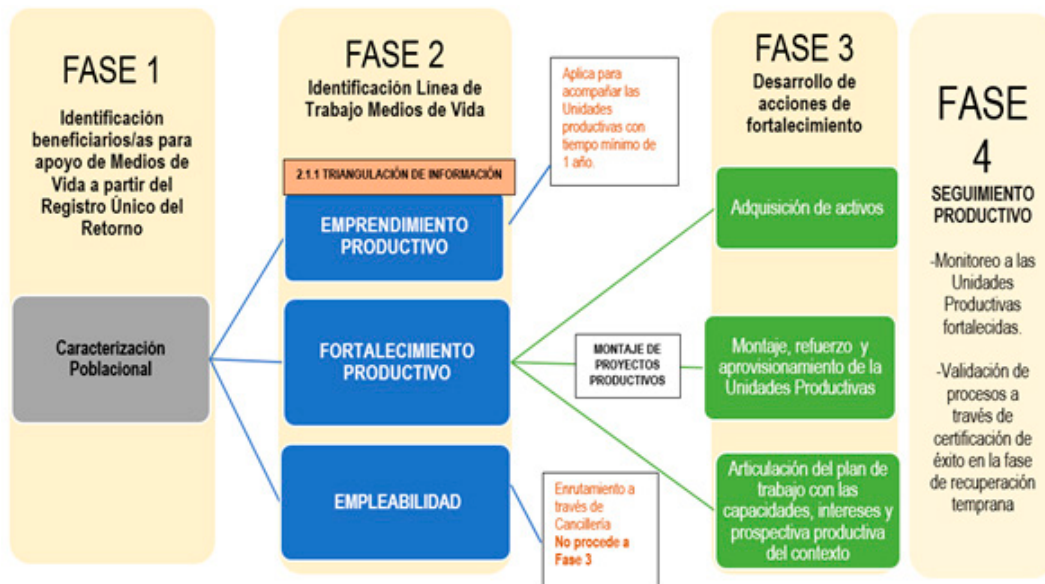 FASE 1
Identificación
beneficiarios/as para
apoyo de Medios de
Vida a partir del
Registro Único del
Retorno
Caracterización
Poblacional
FASE 2
Identificación Línea de
Trabajo Medios de Vida
2.1.1 TRIANGULACIÓN DE INFORMACIÓN
EMPRENDIMIENTO
PRODUCTIVO
FORTALECIMIENTO
PRODUCTIVO
EMPLEABILIDAD
Aplica para
acompañar las
Unidades
productivas con
tiempo mínimo de
1 año.
MONTAJE DE
PROYECTOS
PRODUCTIVOS
Enrutamiento a
través de
Cancillería
No procede a
Fase 3
FASE 3
Desarrollo de
acciones de
fortalecimiento
Adquisición de activos
Montaje, refuerzo y
aprovisionamiento de la
Unidades Productivas
Articulación del plan de
trabajo con las
capacidades, intereses y
prospectiva productiva
del contexto
FASE
4
SEGUIMIENTO
PRODUCTIVO
-Monitoreo a las
Unidades
Productivas
fortalecidas.
-Validación de
procesos a
través de
certificación de
éxito en la fase
de recuperación
temprana